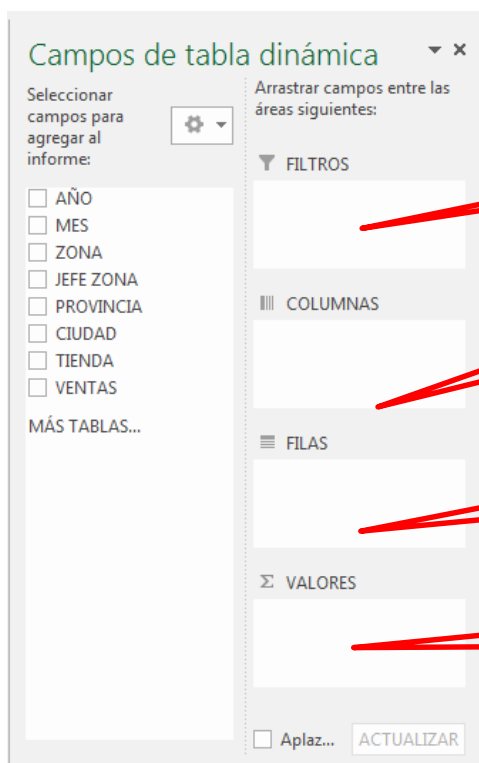 Campos de tabla dinámica
Seleccionar
campos para
agregar al
informe:
AÑO
MES
ZONA
JEFE ZONA
PROVINCIA
CIUDAD
TIENDA
VENTAS
MÁS TABLAS...
Arrastrar campos entre las
áreas siguientes:
FILTROS
COLUMNAS
FILAS
Σ VALORES
Aplaz...
ACTUALIZAR